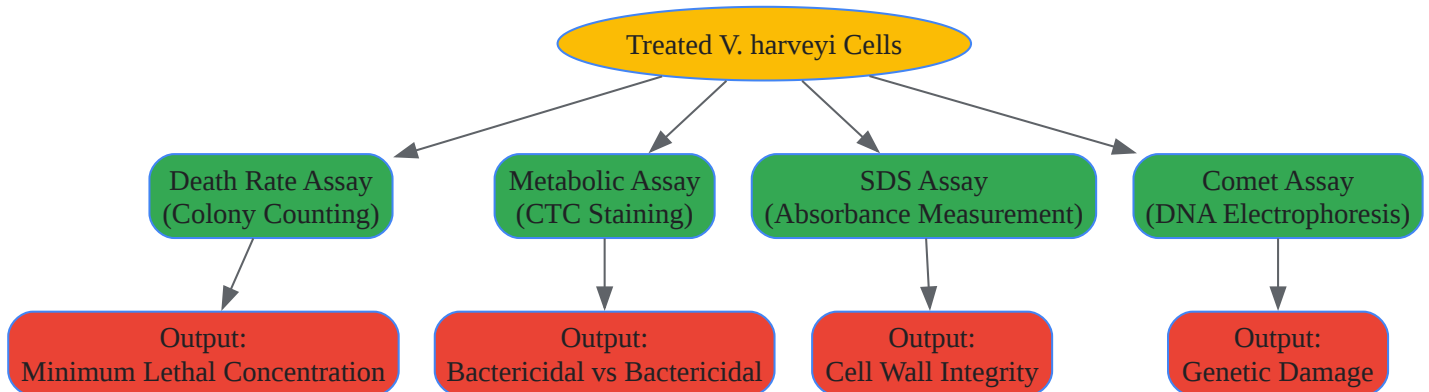 Treated V. harveyi Cells
Death Rate Assay
(Colony Counting)
Metabolic Assay
(CTC Staining)
SDS Assay
(Absorbance Measurement)
Comet Assay
(DNA Electrophoresis)
Output:
Minimum Lethal Concentration
Output:
Bactericidal vs Bactericidal
Output:
Cell Wall Integrity
Output:
Genetic Damage